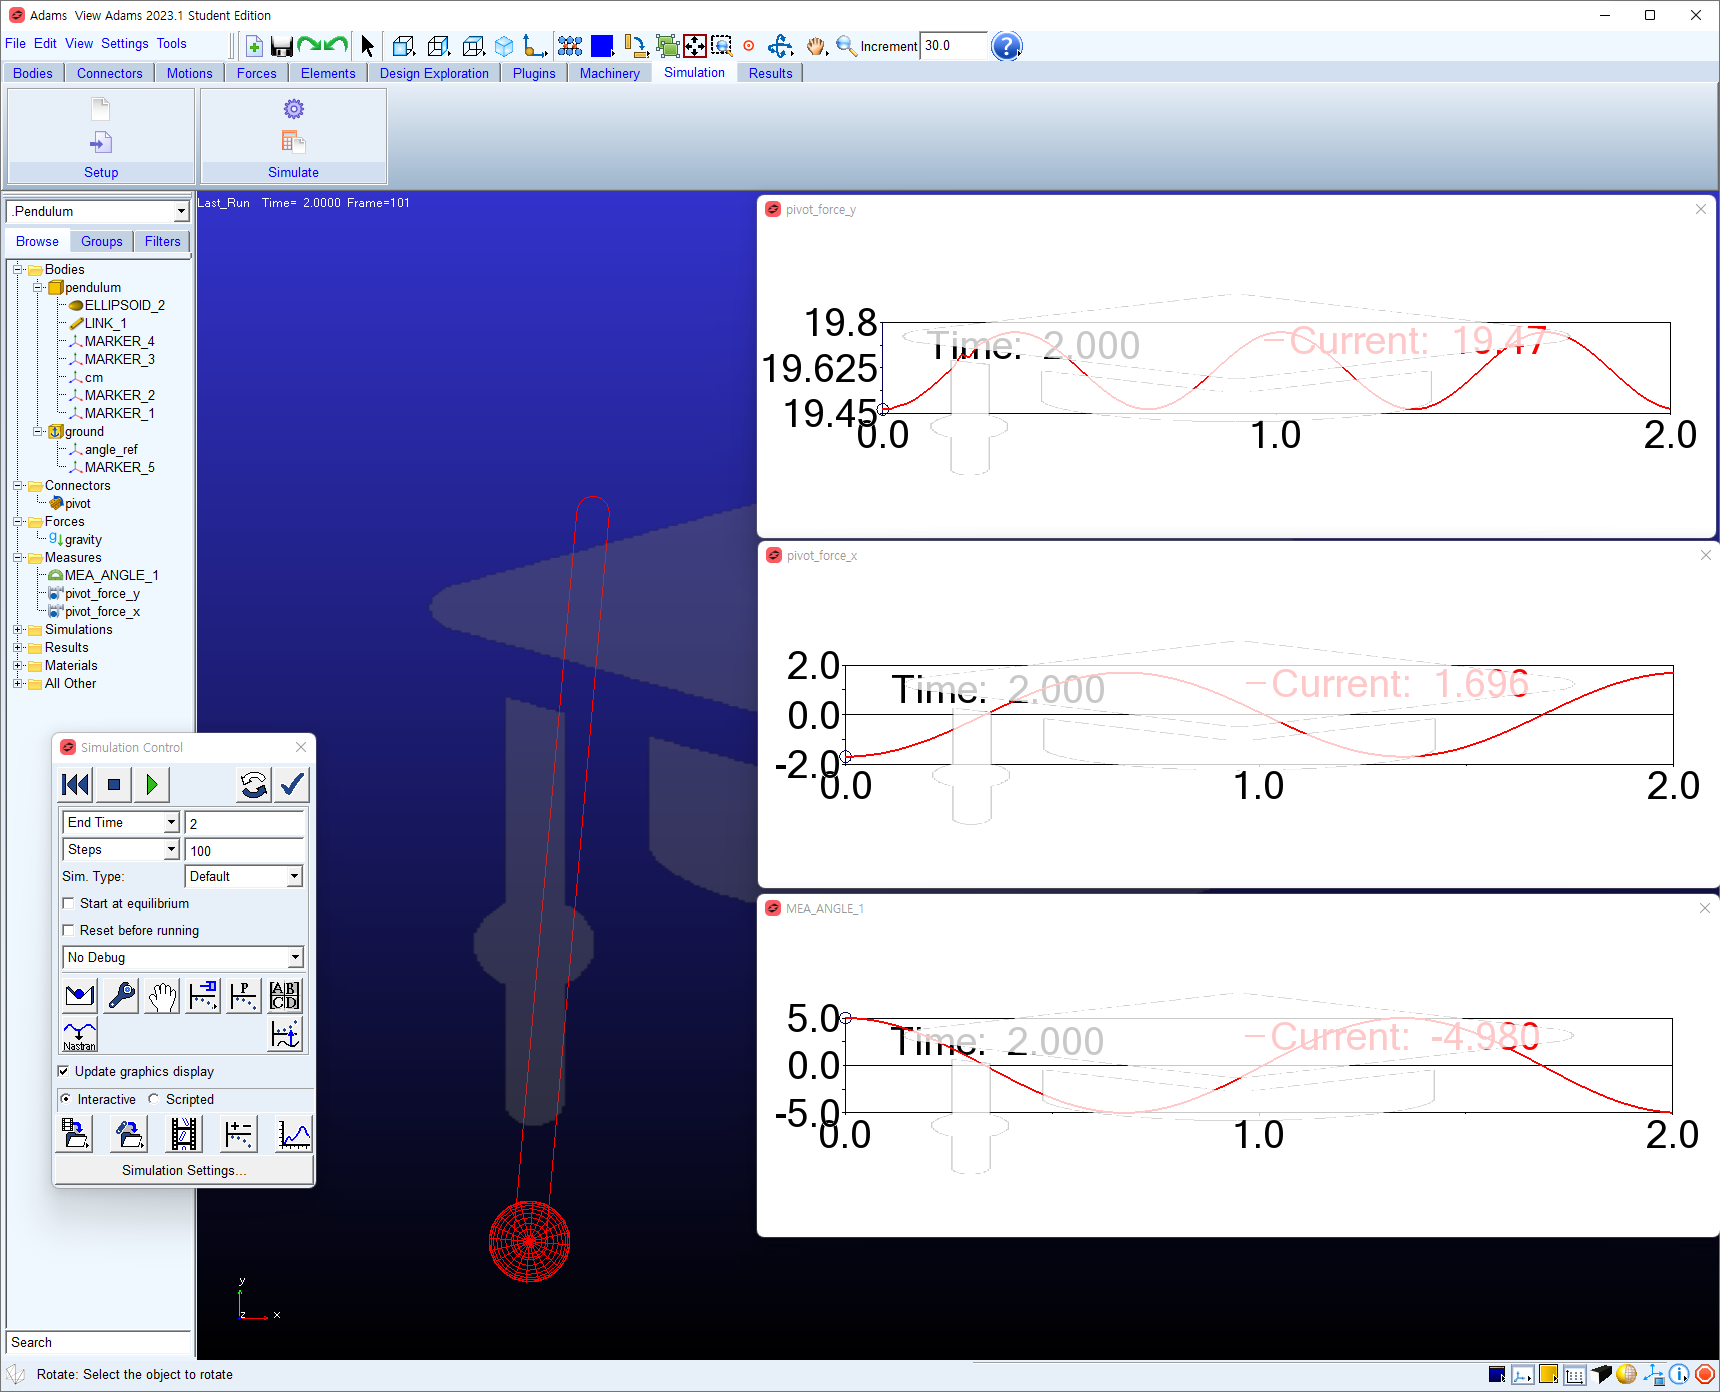 Adams View Adams 2023.1 Student Edition
File Edit View Settings Tools
Increment 30.0
Bodies Connectors Motions Forces Elements Design Exploration Plugins Machinery Simulation Results
Setup Simulate
.Pendulum
Browse Groups Filters
Bodies
pendulum
ELLIPSOID_2
LINK_1
MARKER_4
MARKER_3
cm
MARKER_2
MARKER_1
ground
angle_ref
MARKER_5
Connectors
pivot
Forces
gravity
Measures
MEA_ANGLE_1
pivot_force_y
pivot_force_x
Simulations
Results
Materials
All Other
Search
Last_Run Time= 2.0000 Frame=101
Simulation Control
End Time 2
Steps 100
Sim. Type: Default
Start at equilibrium
Reset before running
No Debug
P
AB
CD
Nastran
Update graphics display
Interactive Scripted
Simulation Settings...
y
z x
pivot_force_y
19.8
19.625
19.45
Time: 2.000 Current: 19.47
0.0 1.0 2.0
pivot_force_x
2.0
0.0
-2.0
Time: 2.000 Current: 1.696
0.0 1.0 2.0
MEA_ANGLE_1
5.0
0.0
-5.0
Time: 2.000 Current: -4.980
0.0 1.0 2.0
Rotate: Select the object to rotate